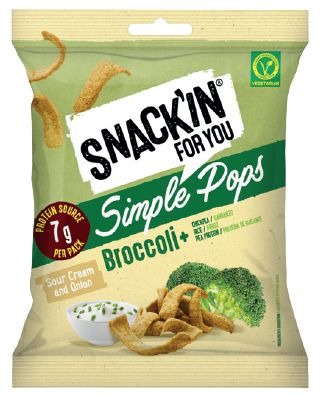 SNACK'IN®
FOR YOU
VEGETARIAN
Simple Pops
PROTEIN SOURCE
7g
PER PACK
Broccoli+
CHICKPEA / GARBANZO
RICE / ARROZ
PEA PROTEIN / PROTEÍNA DE GUISANTE
Sour Cream
and Onion